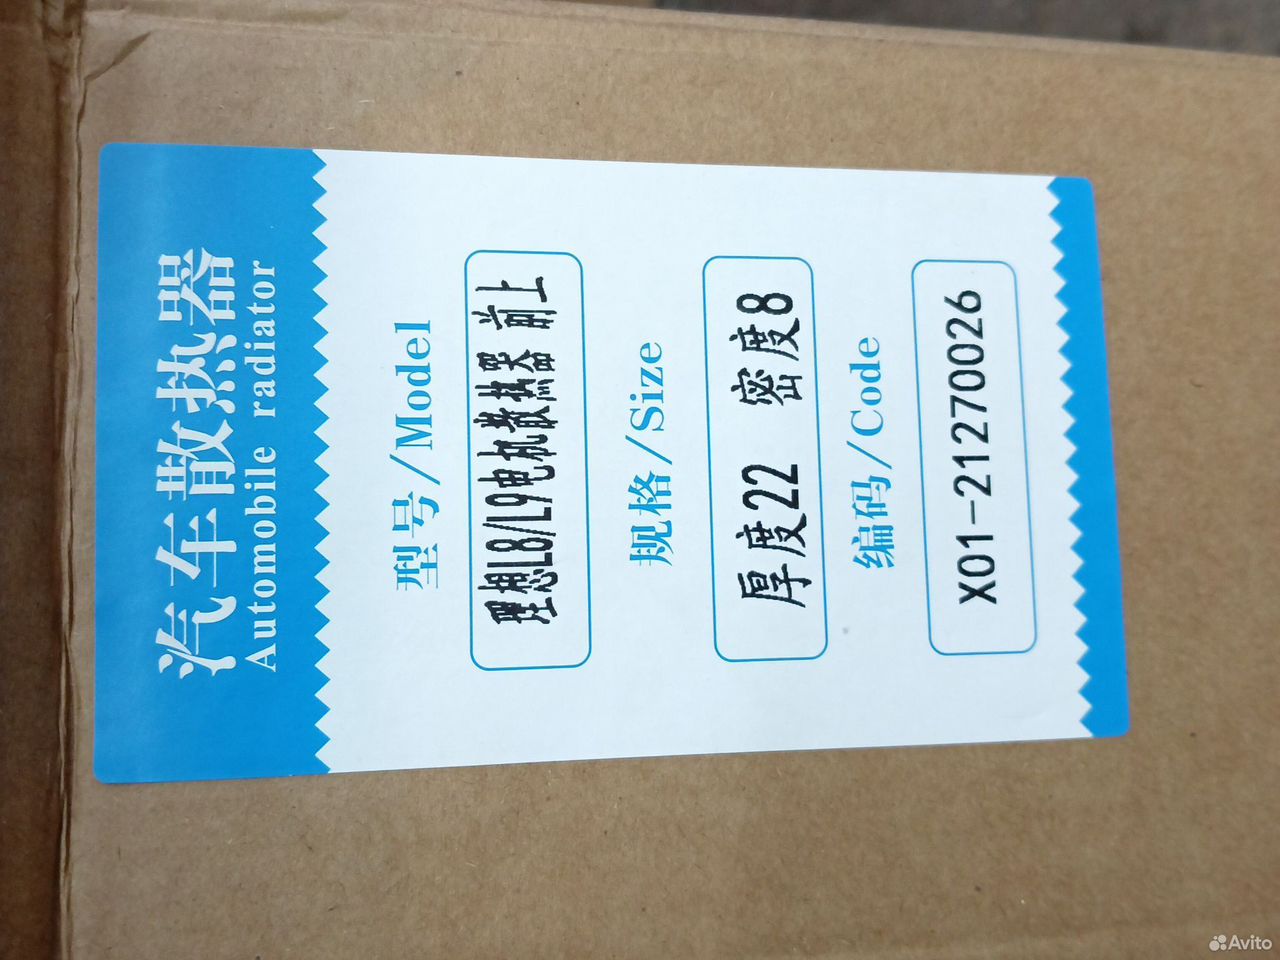 汽车散热器
Automobile radiator
型号/Model
理想L8/L9电机散热器 前上
规格/Size
厚度22 密度8
编码/Code
X01-21270026
Avito